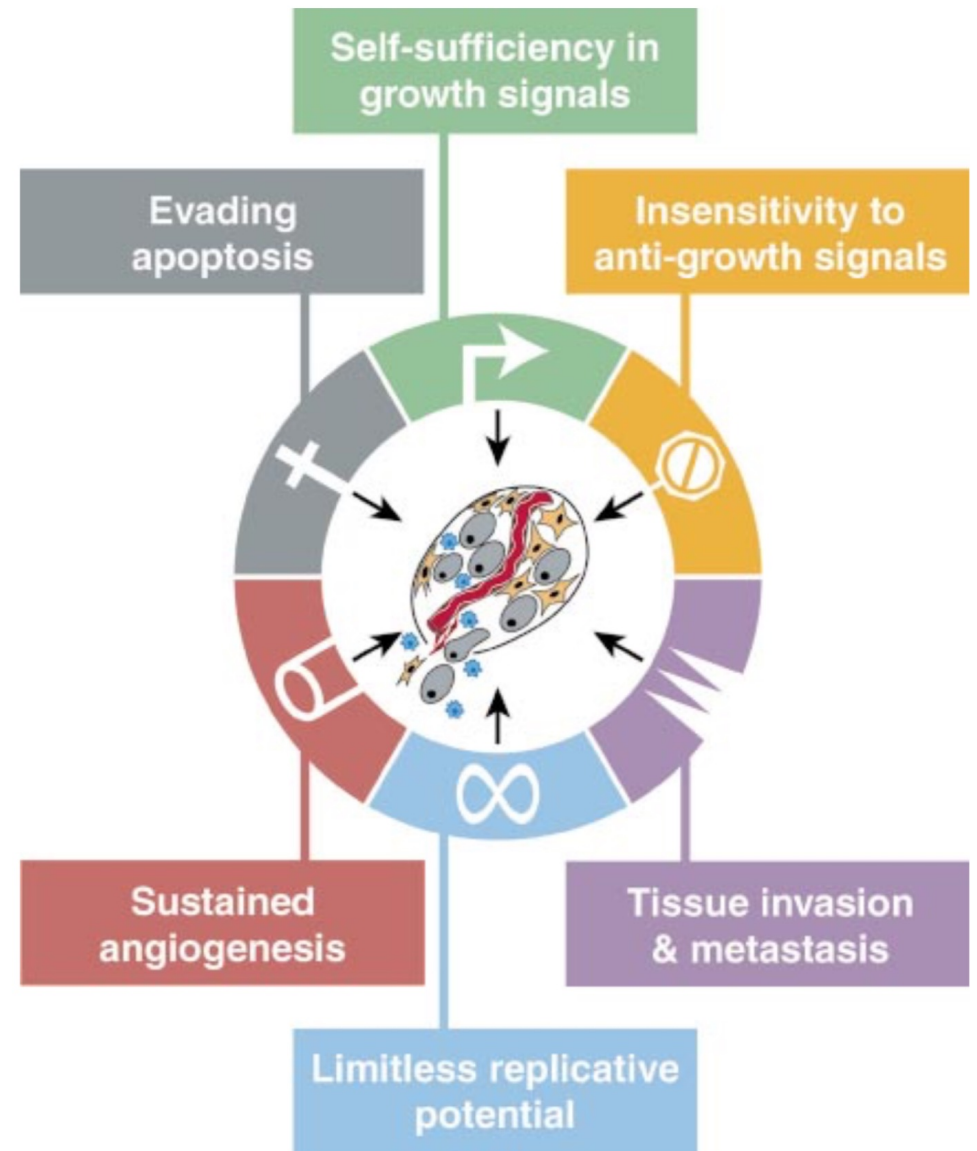 Self-sufficiency in
growth signals
Evading
apoptosis
Insensitivity to
anti-growth signals
Sustained
angiogenesis
Tissue invasion
& metastasis
Limitless replicative
potential